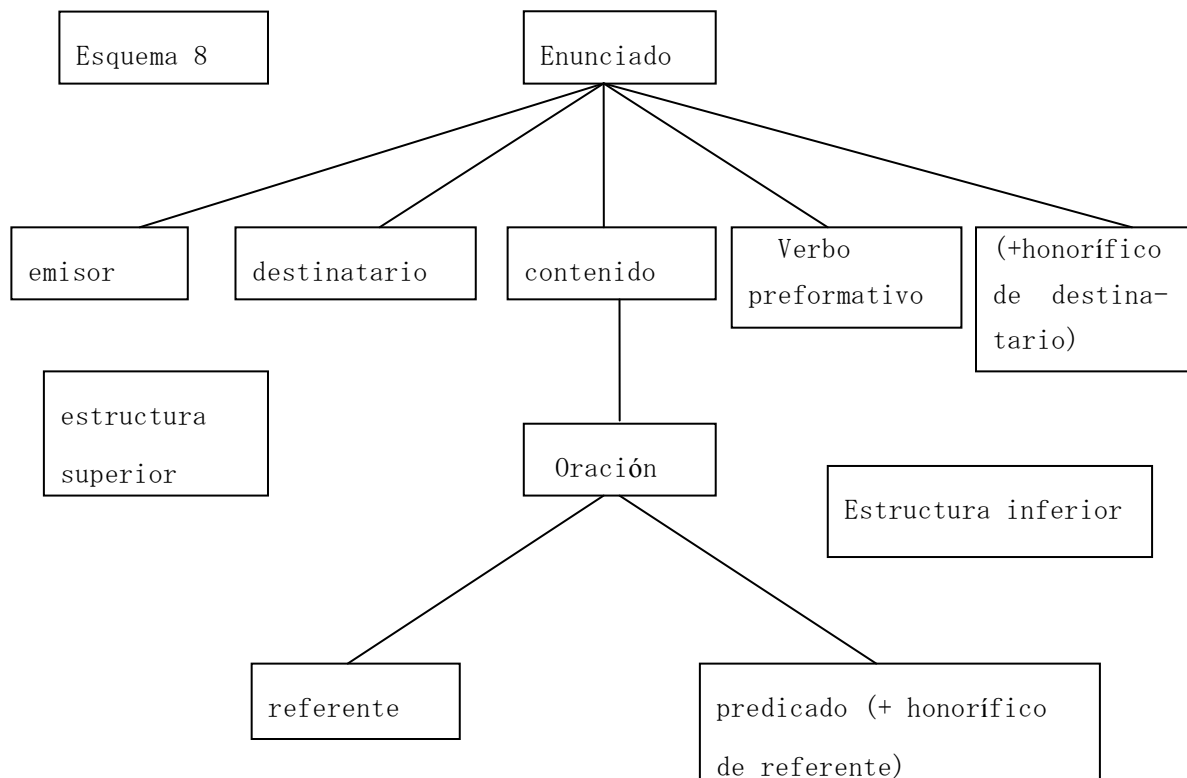 Esquema 8
Enunciado
emisor
destinatario
contenido
Verbo
preformativo
(+honorífico
de destina-
tario)
estructura
superior
Oración
Estructura inferior
referente
predicado (+ honorífico
de referente)